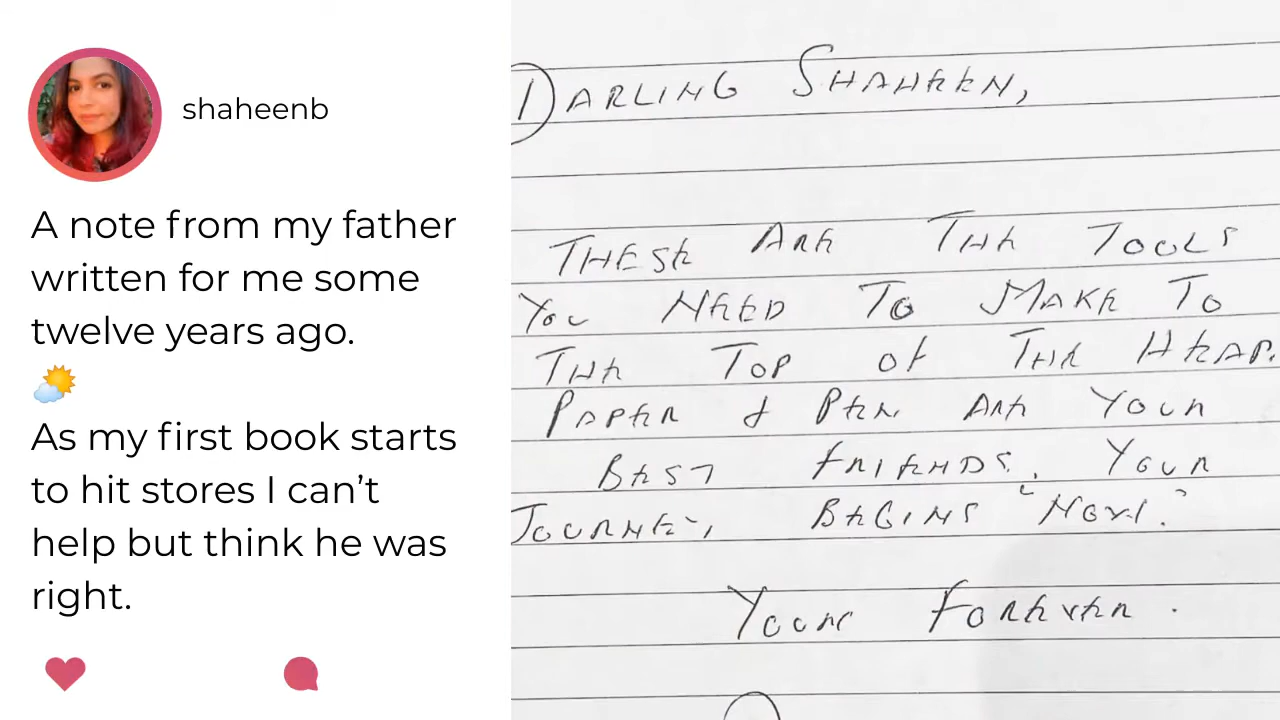 shaheenb
A note from my father
written for me some
twelve years ago.
As my first book starts
to hit stores I can’t
help but think he was
right.
DARLING SHAHEEN,
THESE ARE THE TOOLS
YOU NEED TO MAKE TO
THE TOP OF THE HEAP.
PAPER & PEN. ARE YOUR
BEST FRIENDS. YOUR
JOURNEY, BEGINS "NOW."
YOURS FOREVER.